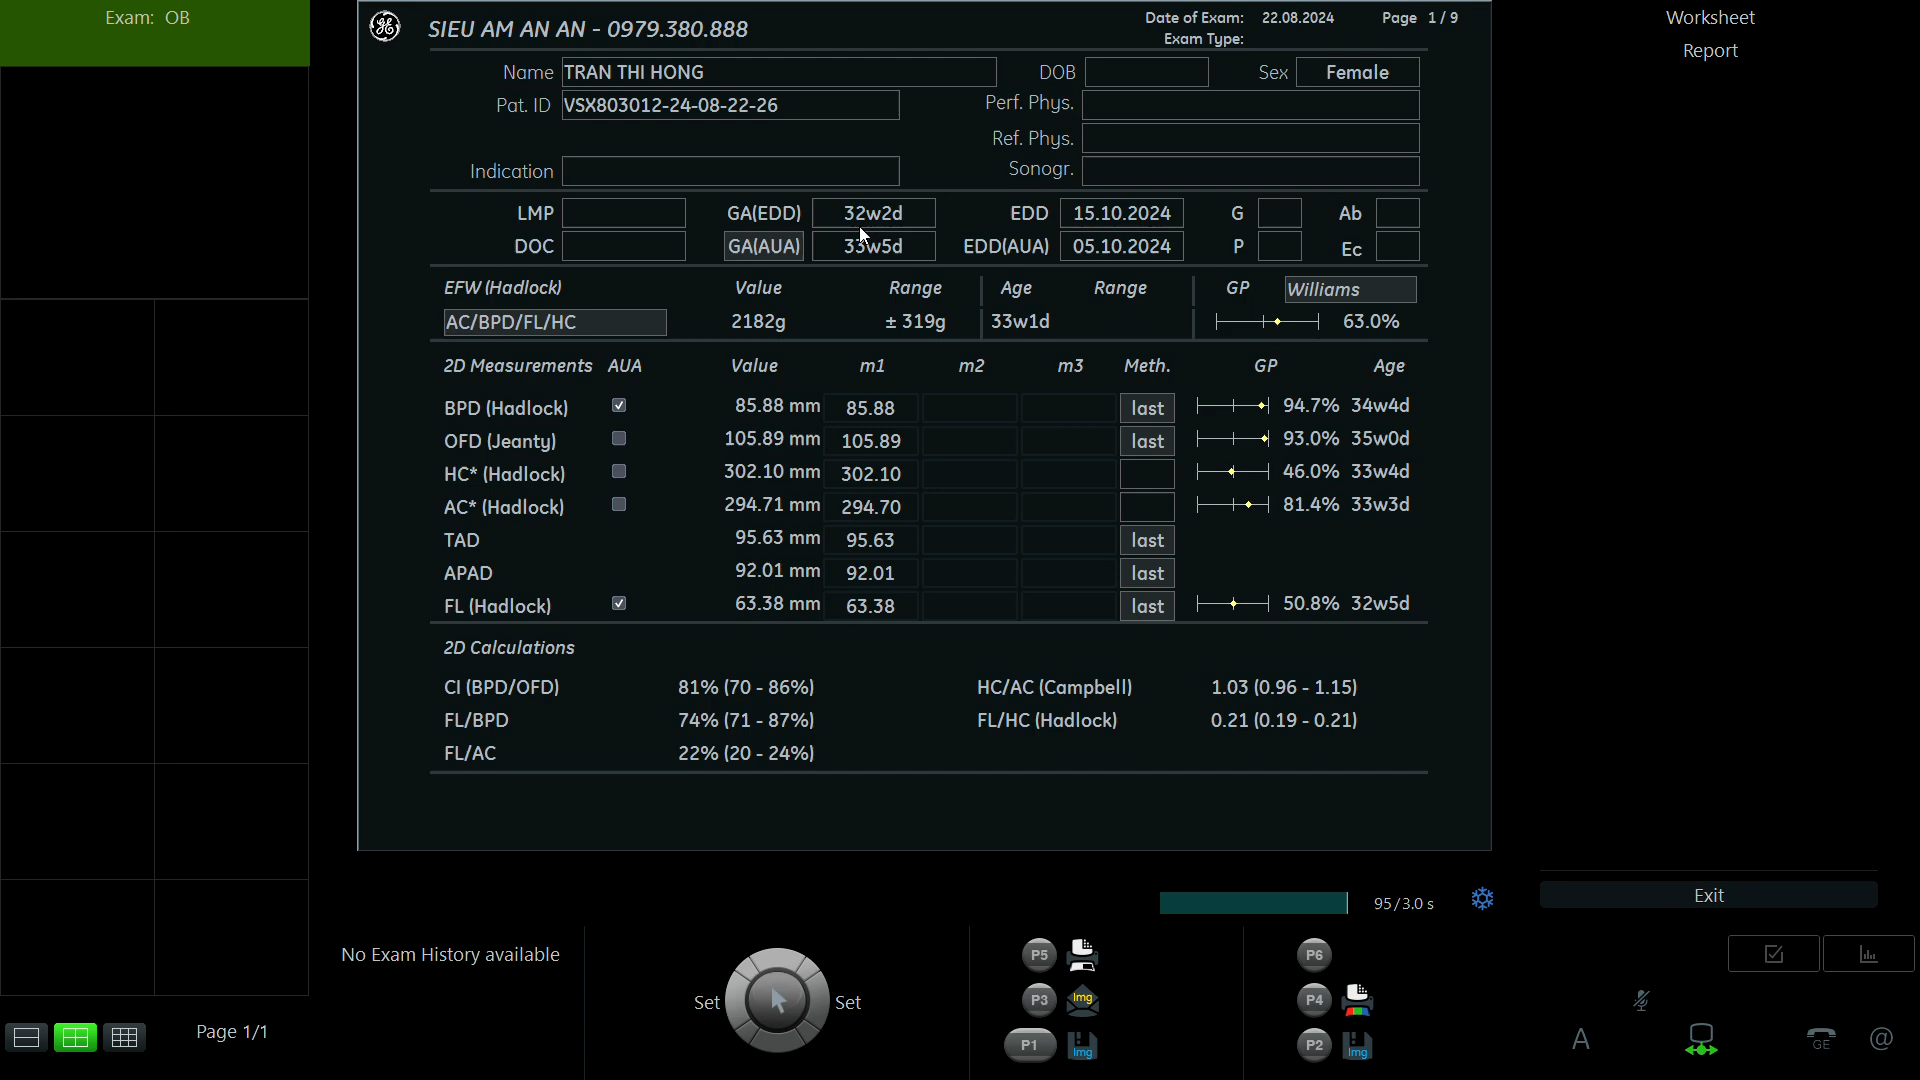 Exam: OB
SIEU AM AN AN - 0979.380.888
Date of Exam: 22.08.2024 Page 1 / 9
Exam Type:
Name TRAN THI HONG DOB Sex Female
Pat. ID VSX803012-24-08-22-26 Perf. Phys.
Ref. Phys.
Indication Sonogr.
LMP GA(EDD) 32w2d EDD 15.10.2024 G Ab
DOC GA(AUA) 33w5d EDD(AUA) 05.10.2024 P Ec
EFW (Hadlock) Value Range Age Range GP Williams
AC/BPD/FL/HC 2182g ± 319g 33w1d 63.0%
2D Measurements AUA Value m1 m2 m3 Meth. GP Age
BPD (Hadlock) 85.88 mm 85.88 last 94.7% 34w4d
OFD (Jeanty) 105.89 mm 105.89 last 93.0% 35w0d
HC* (Hadlock) 302.10 mm 302.10 46.0% 33w4d
AC* (Hadlock) 294.71 mm 294.70 81.4% 33w3d
TAD 95.63 mm 95.63 last
APAD 92.01 mm 92.01 last
FL (Hadlock) 63.38 mm 63.38 last 50.8% 32w5d
2D Calculations
CI (BPD/OFD) 81% (70 - 86%) HC/AC (Campbell) 1.03 (0.96 - 1.15)
FL/BPD 74% (71 - 87%) FL/HC (Hadlock) 0.21 (0.19 - 0.21)
FL/AC 22% (20 - 24%)
Worksheet
Report
95/3.0 s
Exit
No Exam History available
Set Set
P5
P3 Img
P1 Img
P6
P4
P2 Img
A GE @
Page 1/1